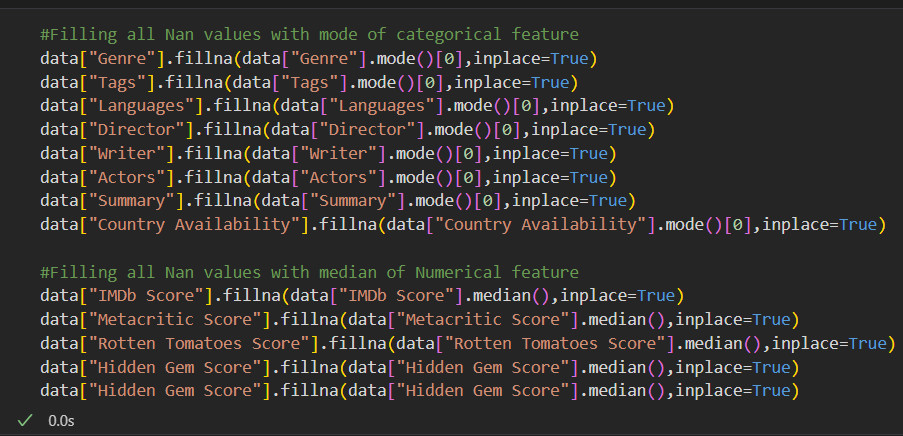 #Filling all Nan values with mode of categorical feature
data["Genre"].fillna(data["Genre"].mode()[0],inplace=True)
data["Tags"].fillna(data["Tags"].mode()[0],inplace=True)
data["Languages"].fillna(data["Languages"].mode()[0],inplace=True)
data["Director"].fillna(data["Director"].mode()[0],inplace=True)
data["Writer"].fillna(data["Writer"].mode()[0],inplace=True)
data["Actors"].fillna(data["Actors"].mode()[0],inplace=True)
data["Summary"].fillna(data["Summary"].mode()[0],inplace=True)
data["Country Availability"].fillna(data["Country Availability"].mode()[0],inplace=True)
#Filling all Nan values with median of Numerical feature
data["IMDb Score"].fillna(data["IMDb Score"].median(),inplace=True)
data["Metacritic Score"].fillna(data["Metacritic Score"].median(),inplace=True)
data["Rotten Tomatoes Score"].fillna(data["Rotten Tomatoes Score"].median(),inplace=True)
data["Hidden Gem Score"].fillna(data["Hidden Gem Score"].median(),inplace=True)
data["Hidden Gem Score"].fillna(data["Hidden Gem Score"].median(),inplace=True)
0.0s